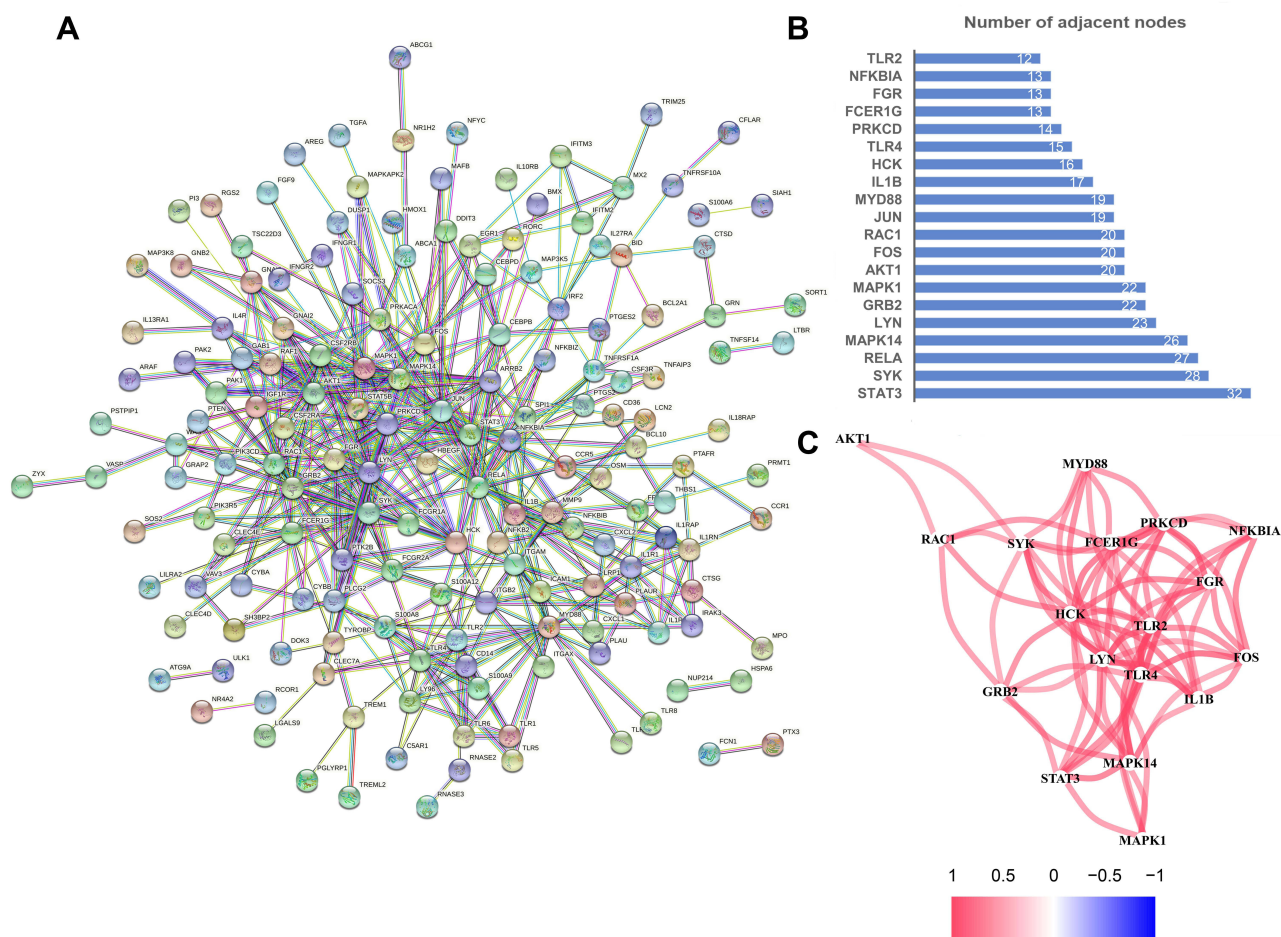 A
ABCG1
TRIM25
NFYC
TGFA
NR1H2
CFLAR
AREG
IFITM3
MAFB
IL10RB
TNFRSF10A
MAPKAPK2
MX2
SIAH1
FGF9
BMX
S100A6
RGS2
PI3
DUSP1
HMOX1
IFITM2
DDIT3
EGR1
RORC
IL27RA
CTSD
TSC22D3
IFNGR1
ABCA1
BID
MAP3K8
GNB2
CEBPD
MAP3K5
IFNGR2
SOCS3
IRF2
BCL2A1
GRN
SORT1
IL13RA1
IL4R
GNAI2
PRKACA
FOS
CEBPB
PTGES2
LTBR
TNFSF14
GAB1
RAF1
CSF2RB
MAPK1
NFKBIZ
ARAF
PAK2
MAPK14
ARRB2
TNFRSF1A
CSF3R
TNFAIP3
PAK1
AKT1
IGF1R
STAT5B
JUN
SPI1
PTGS2
CD36
LCN2
PSTPIP1
PTEN
CSF2RA
PRKCD
STAT3
NFKBIA
BCL10
IL18RAP
PIK3CD
RAC1
FGR
LYN
HBEGF
CCR5
OSM
PTAFR
ZYX
VASP
GRAP2
GRB2
RELA
THBS1
PRMT1
SYK
IL1B
MMP9
SOS2
PIK3R5
FCER1G
FCGR1A
NFKBIB
CCR1
HCK
NFKB2
IL1RAP
CLEC4E
PTK2B
CXCL2
IL1R1
IL1RN
LILRA2
VAV3
CYBA
FCGR2A
ITGAM
CYBB
PLCG2
S100A12
ICAM1
LRP1
CTSG
CLEC4D
ITGB2
PLAUR
SH3BP2
S100A8
MYD88
CXCL1
IRAK3
DOK3
TYROBP
TLR2
PLAU
MPO
ATG9A
ULK1
CLEC7A
TLR4
CD14
ITGAX
HSPA6
NUP214
NR4A2
RCOR1
LY96
S100A9
TREM1
TLR8
LGALS9
C5AR1
TLR6
TLR1
TLR5
FCN1
PTX3
PGLYRP1
TREML2
RNASE2
RNASE3
B
Number of adjacent nodes
TLR2 12
NFKBIA 13
FGR 13
FCER1G 13
PRKCD 14
TLR4 15
HCK 16
IL1B 17
MYD88 19
JUN 19
RAC1 20
FOS 20
AKT1 20
MAPK1 22
GRB2 22
LYN 23
MAPK14 26
RELA 27
SYK 28
STAT3 32
C
AKT1
MYD88
PRKCD
NFKBIA
RAC1
SYK
FCER1G
FGR
HCK
TLR2
LYN
TLR4
FOS
GRB2
IL1B
MAPK14
STAT3
MAPK1
1 0.5 0 −0.5 −1